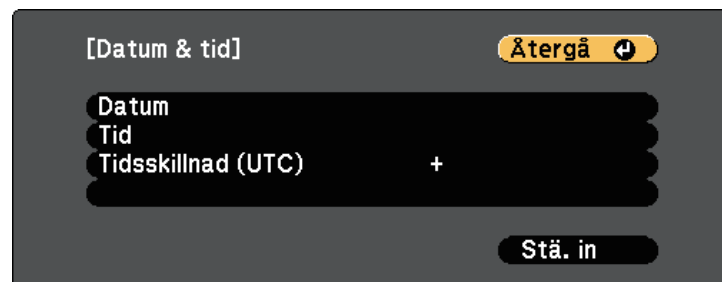 [Datum & tid] Återgå
Datum
Tid
Tidsskillnad (UTC) +
Stä. in